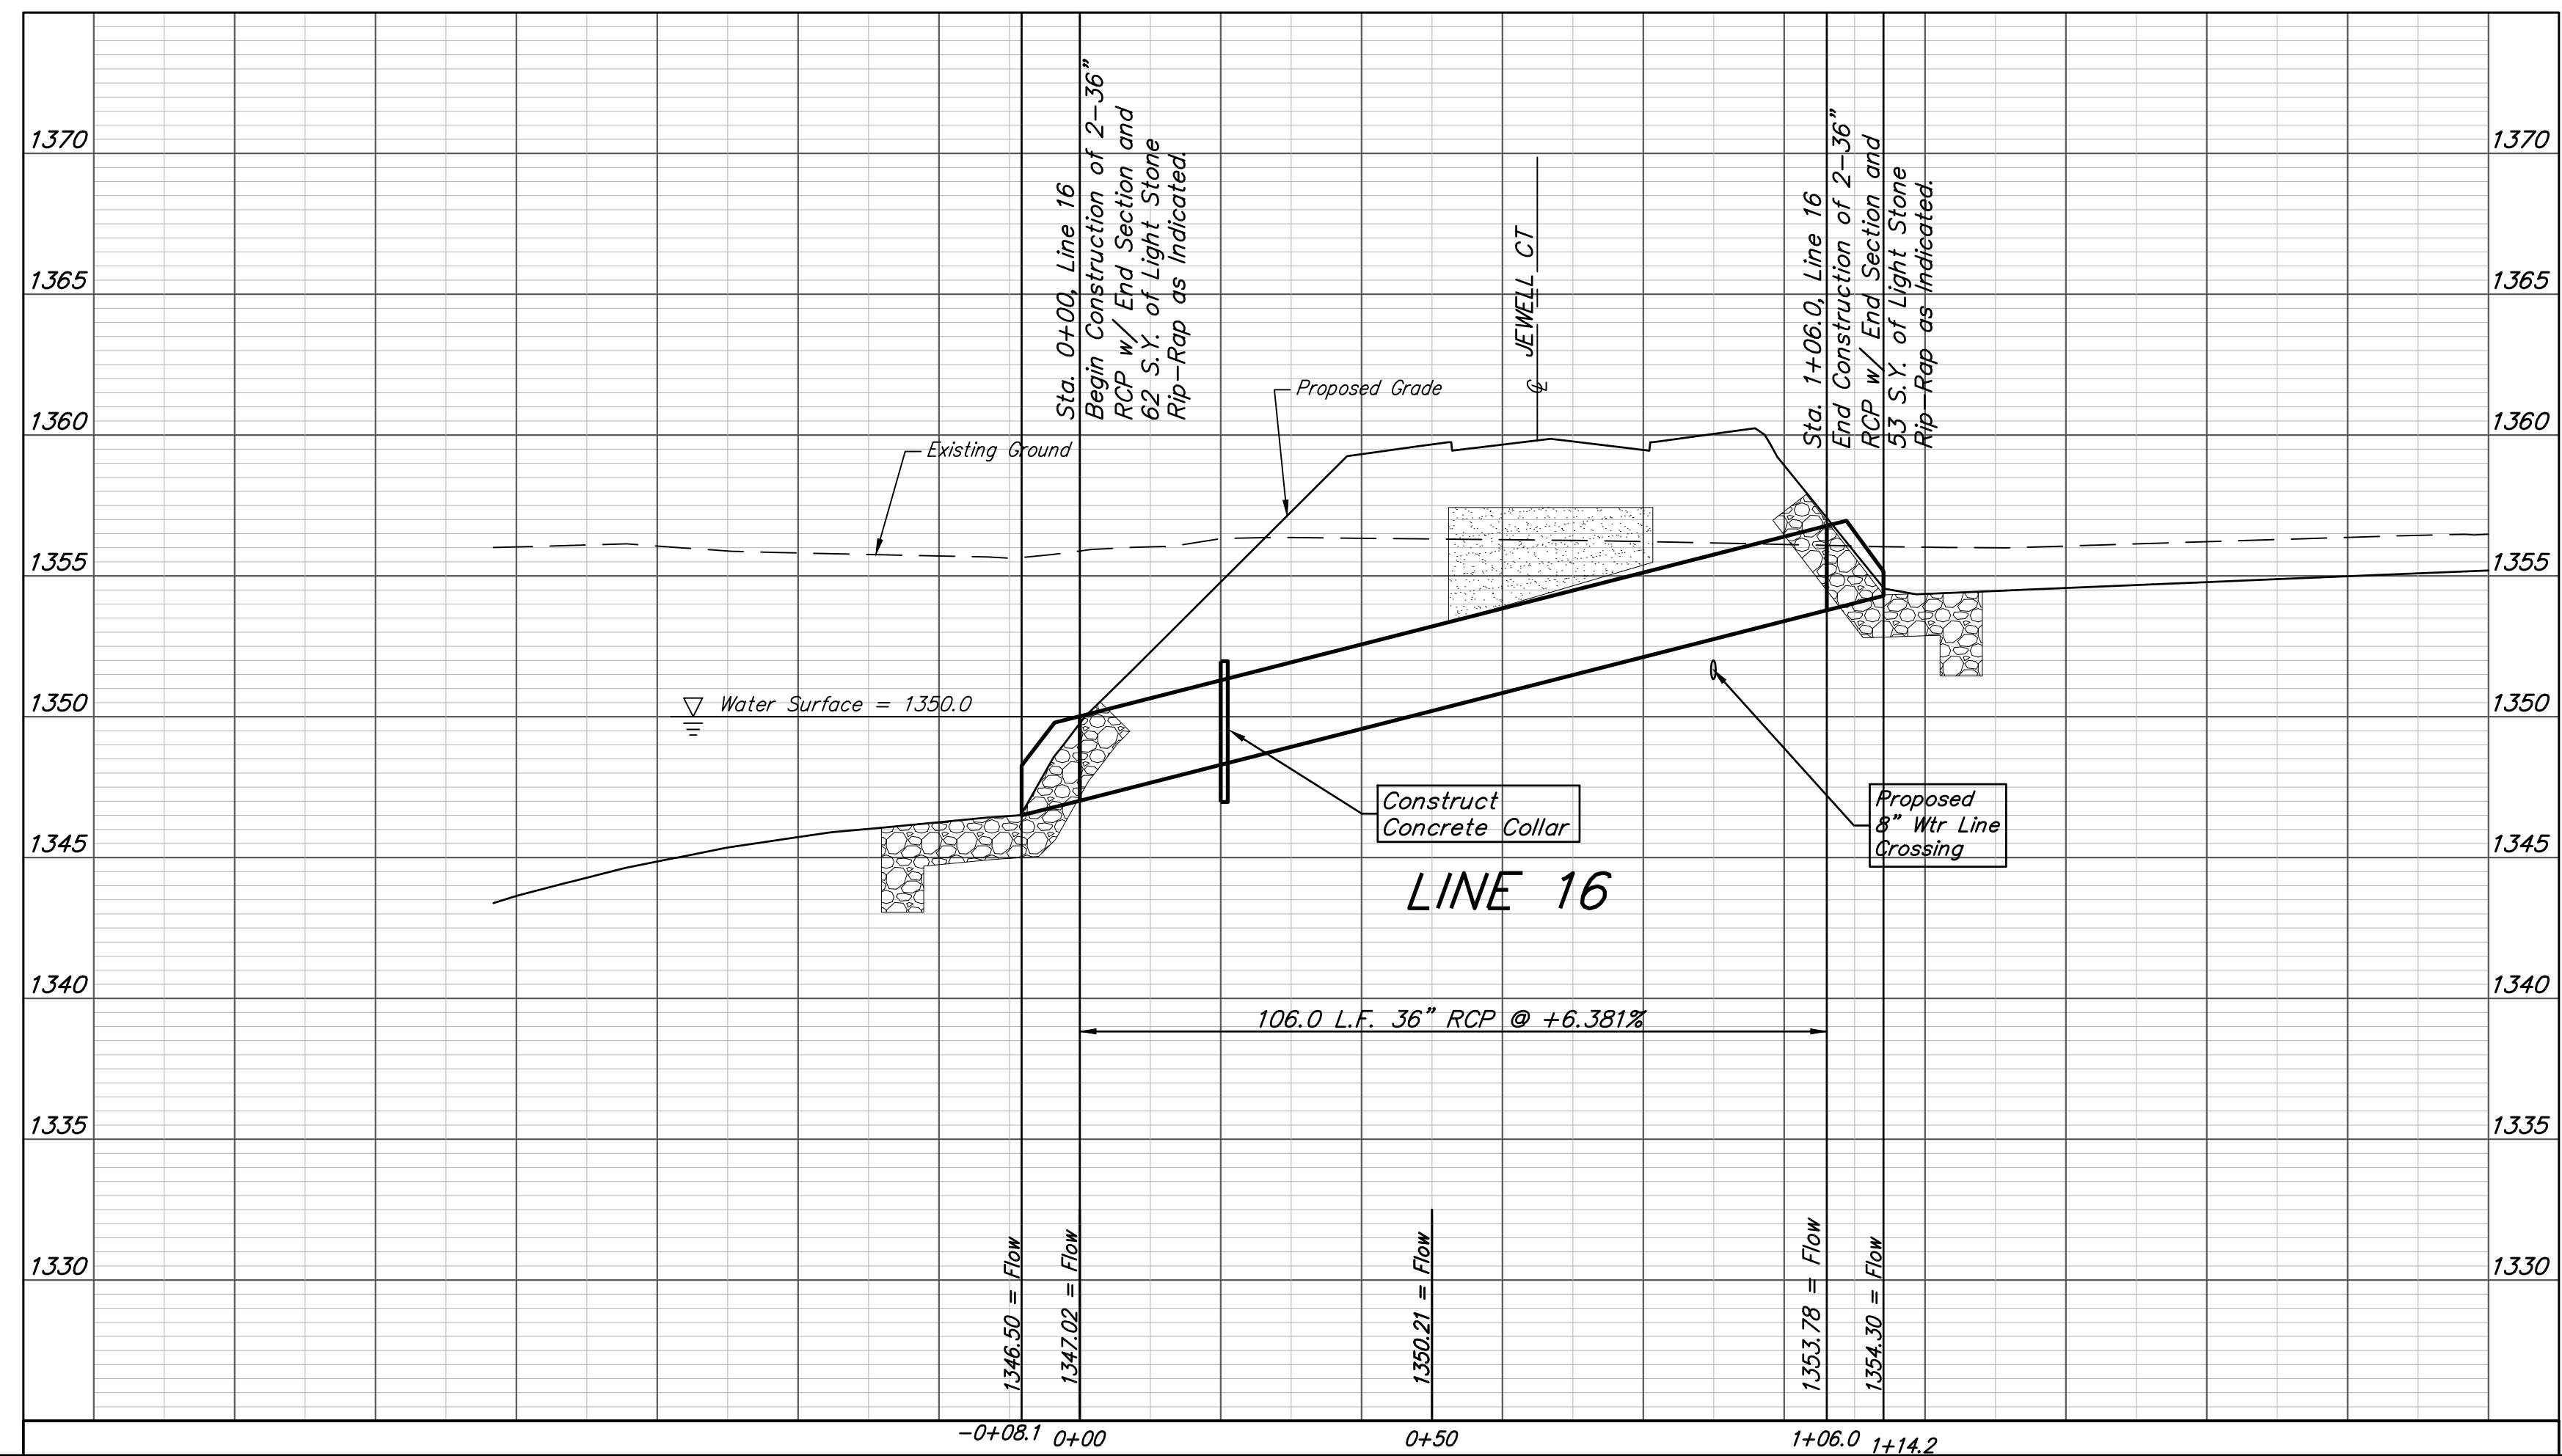 Sta. 0+00, Line 16
Begin Construction of 2-36"
RCP w/ End Section and
62 S.Y. of Light Stone
Rip-Rap as Indicated.
JEWELL CT
℄
Sta. 1+06.0, Line 16
End Construction of 2-36"
RCP w/ End Section and
53 S.Y. of Light Stone
Rip-Rap as Indicated.
1370
1370
1365
1365
Proposed Grade
1360
1360
Existing Ground
1355
1355
Water Surface = 1350.0
1350
1350
Construct
Concrete Collar
Proposed
8" Wtr Line
Crossing
1345
1345
LINE 16
1340
1340
106.0 L.F. 36" RCP @ +6.381%
1335
1335
1330
1330
1346.50 = Flow
1347.02 = Flow
1350.21 = Flow
1353.78 = Flow
1354.30 = Flow
-0+08.1
0+00
0+50
1+06.0
1+14.2